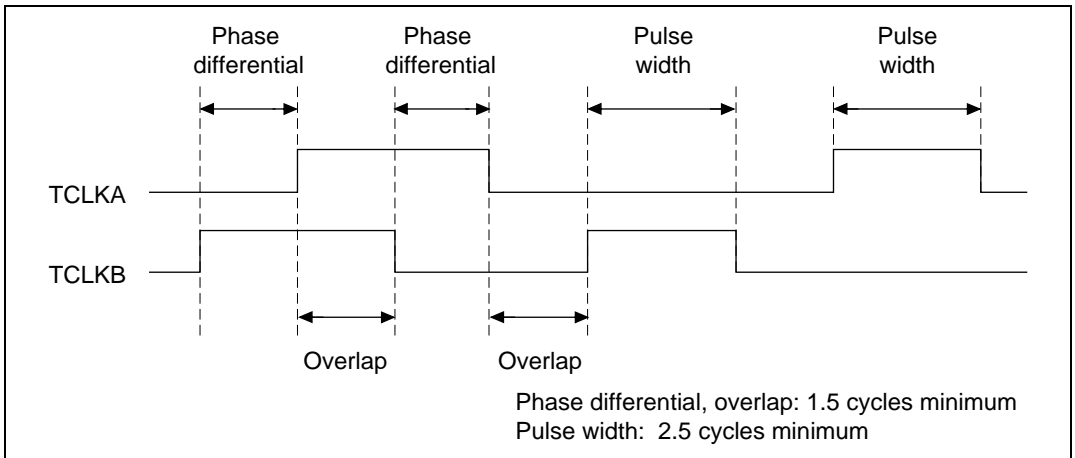 Phase
differential
Phase
differential
Pulse
width
Pulse
width
TCLKA
TCLKB
Overlap
Overlap
Phase differential, overlap: 1.5 cycles minimum
Pulse width: 2.5 cycles minimum